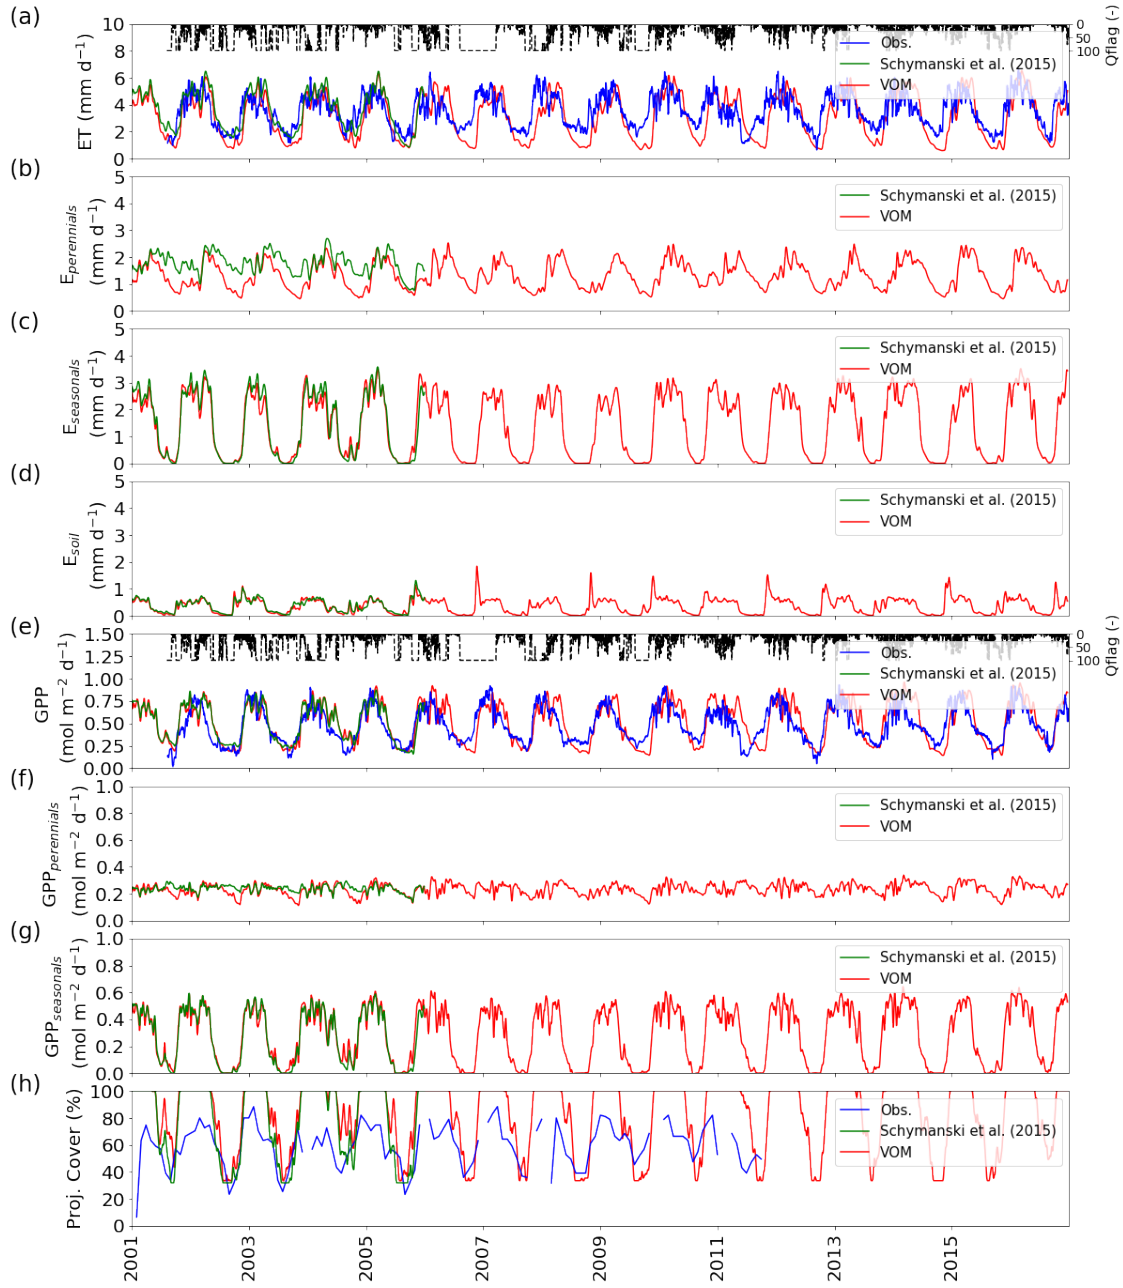 (a)
10
8
6
4
2
0
ET (mm d⁻¹)
0
50
100
Qflag (-)
Obs.
Schymanski et al. (2015)
VOM
(b)
5
4
3
2
1
0
E_perennials
(mm d⁻¹)
Schymanski et al. (2015)
VOM
(c)
5
4
3
2
1
0
E_seasonals
(mm d⁻¹)
Schymanski et al. (2015)
VOM
(d)
5
4
3
2
1
0
E_soil
(mm d⁻¹)
Schymanski et al. (2015)
VOM
(e)
1.50
1.25
1.00
0.75
0.50
0.25
0.00
GPP
(mol m⁻² d⁻¹)
0
50
100
Qflag (-)
Obs.
Schymanski et al. (2015)
VOM
(f)
1.0
0.8
0.6
0.4
0.2
0.0
GPP_perennials
(mol m⁻² d⁻¹)
Schymanski et al. (2015)
VOM
(g)
1.0
0.8
0.6
0.4
0.2
0.0
GPP_seasonals
(mol m⁻² d⁻¹)
Schymanski et al. (2015)
VOM
(h)
100
80
60
40
20
0
Proj. Cover (%)
Obs.
Schymanski et al. (2015)
VOM
2001
2003
2005
2007
2009
2011
2013
2015